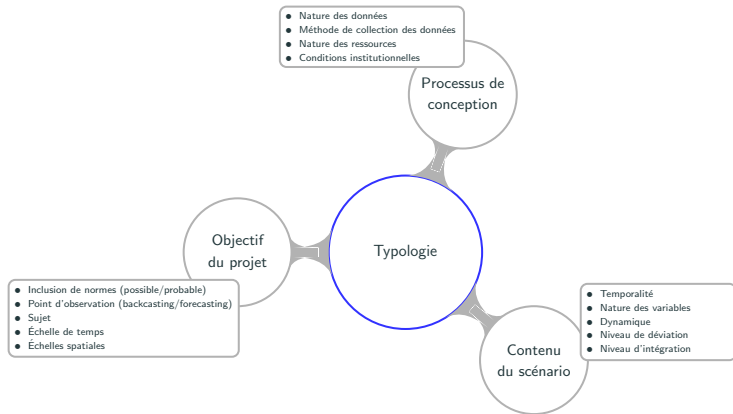 ● Nature des données
● Méthode de collection des données
● Nature des ressources
● Conditions institutionnelles
Processus de
conception
Typologie
Objectif
du projet
● Inclusion de normes (possible/probable)
● Point d'observation (backcasting/forecasting)
● Sujet
● Échelle de temps
● Échelles spatiales
● Temporalité
● Nature des variables
● Dynamique
● Niveau de déviation
● Niveau d'intégration
Contenu
du scénario